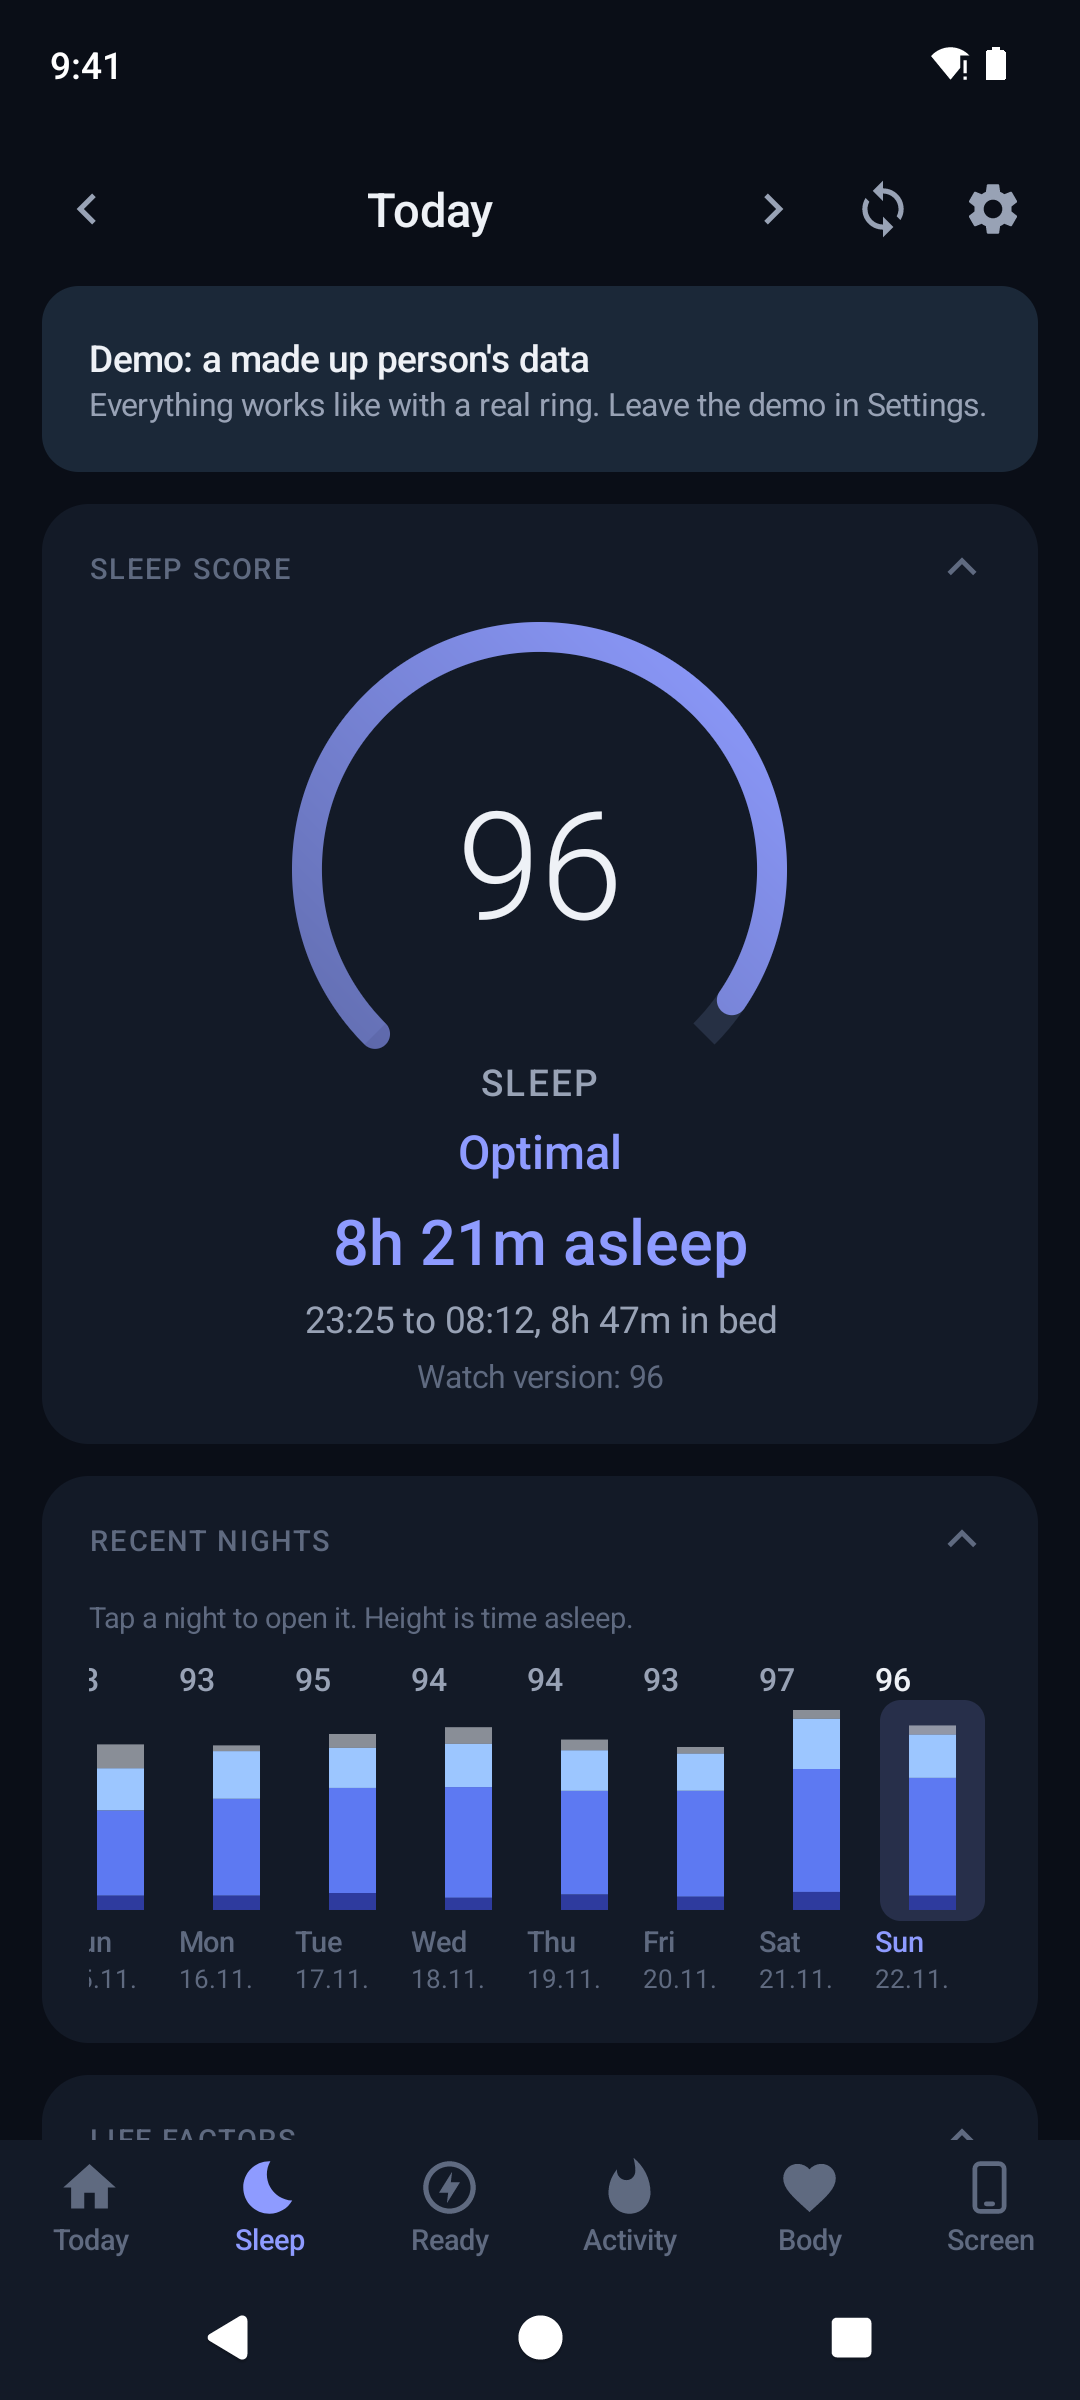 9:41
Today
Demo: a made up person's data
Everything works like with a real ring. Leave the demo in Settings.
SLEEP SCORE
96
SLEEP
Optimal
8h 21m asleep
23:25 to 08:12, 8h 47m in bed
Watch version: 96
RECENT NIGHTS
Tap a night to open it. Height is time asleep.
93 95 94 94 93 97 96
Mon Tue Wed Thu Fri Sat Sun
16.11. 17.11. 18.11. 19.11. 20.11. 21.11. 22.11.
LIFE FACTORS
Today Sleep Ready Activity Body Screen